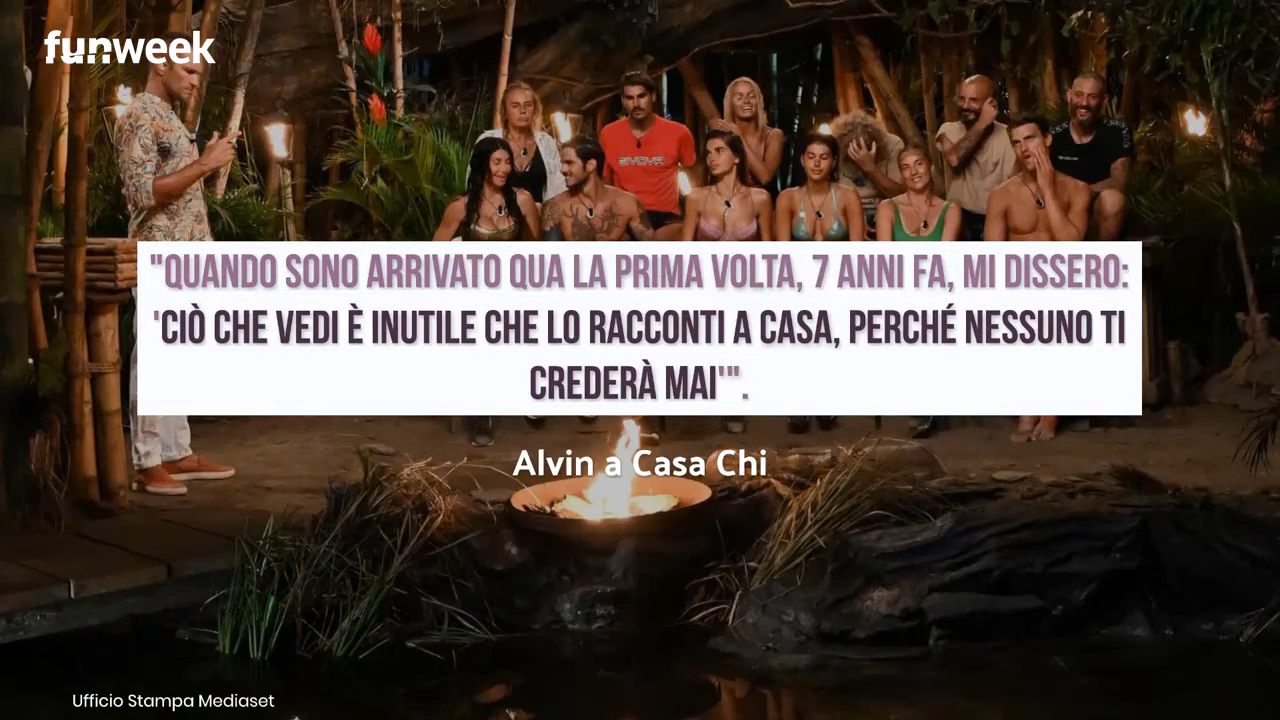 funweek
GIVOVA
"QUANDO SONO ARRIVATO QUA LA PRIMA VOLTA, 7 ANNI FA, MI DISSERO:
'CIÒ CHE VEDI È INUTILE CHE LO RACCONTI A CASA, PERCHÉ NESSUNO TI
CREDERÀ MAI'".
Alvin a Casa Chi
Ufficio Stampa Mediaset